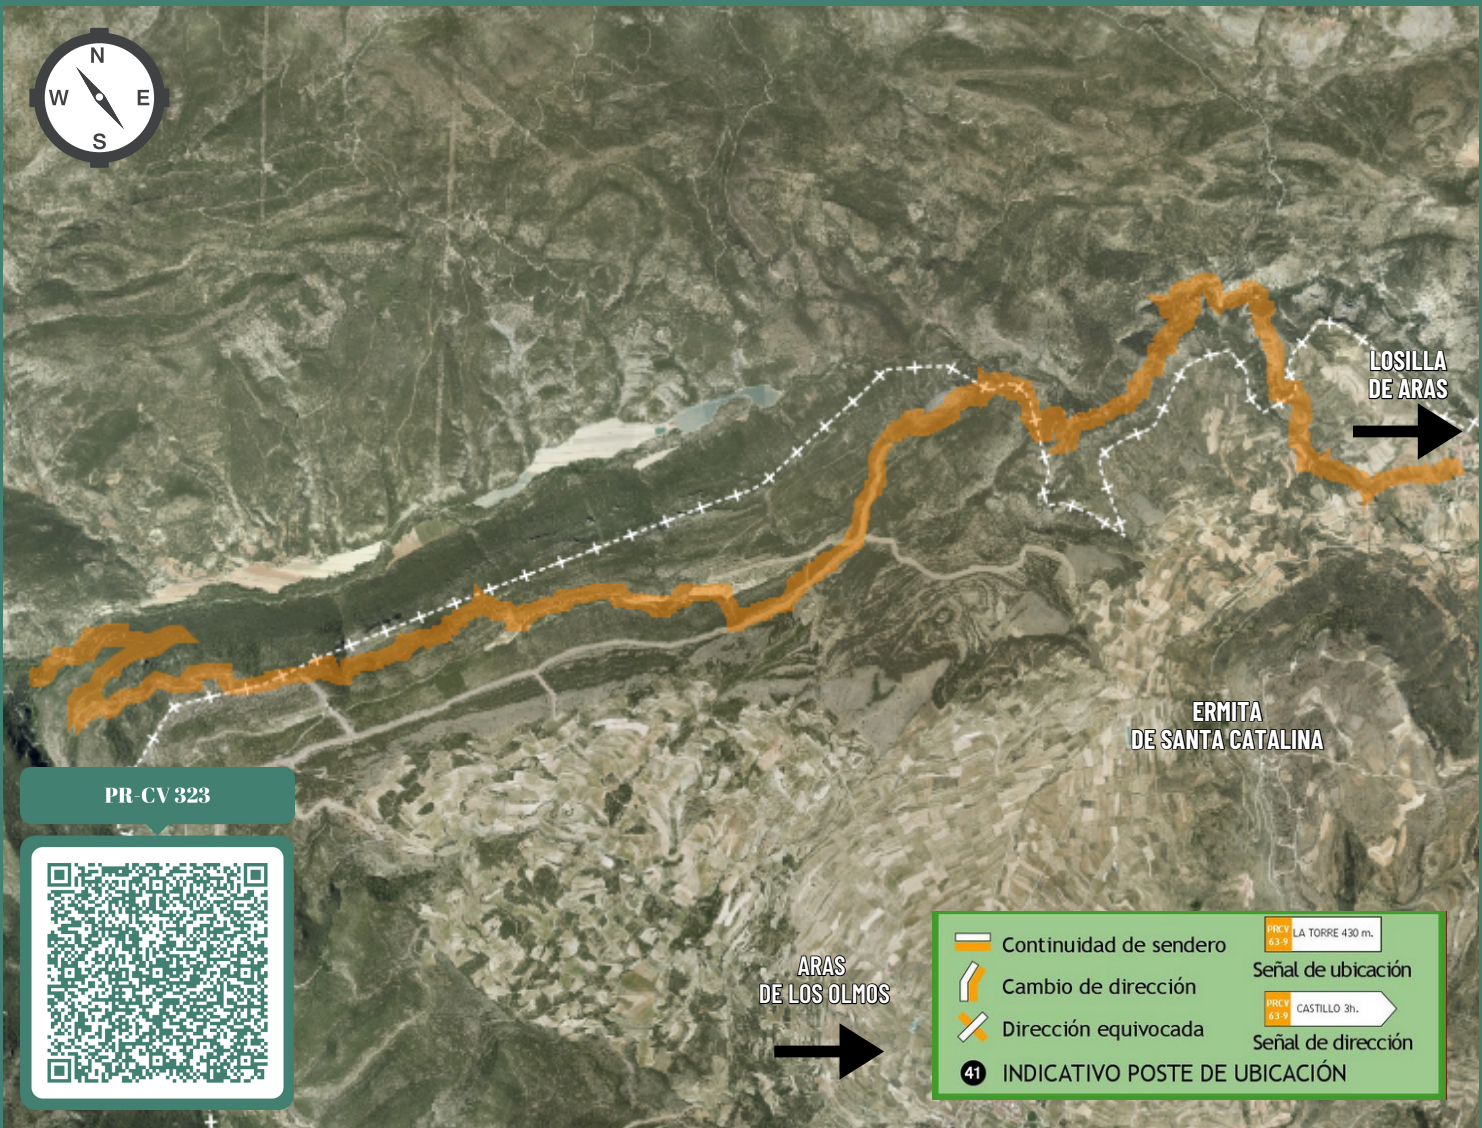 N
W E
S
LOSILLA
DE ARAS
ERMITA
DE SANTA CATALINA
PR-CV 323
ARAS
DE LOS OLMOS
Continuidad de sendero
Cambio de dirección
Dirección equivocada
41 INDICATIVO POSTE DE UBICACIÓN
PRCV
63-9
LA TORRE 430 m.
Señal de ubicación
PRCV
63-9
CASTILLO 3h.
Señal de dirección